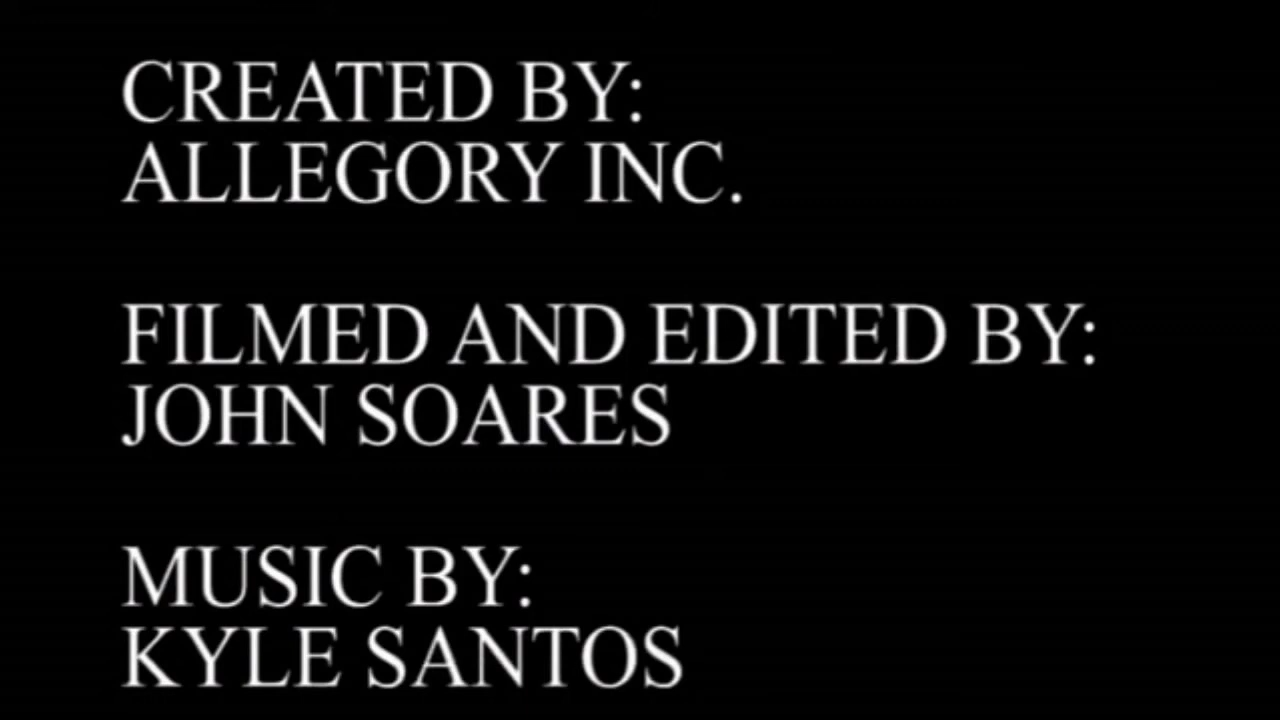 CREATED BY:
ALLEGORY INC.
FILMED AND EDITED BY:
JOHN SOARES
MUSIC BY:
KYLE SANTOS